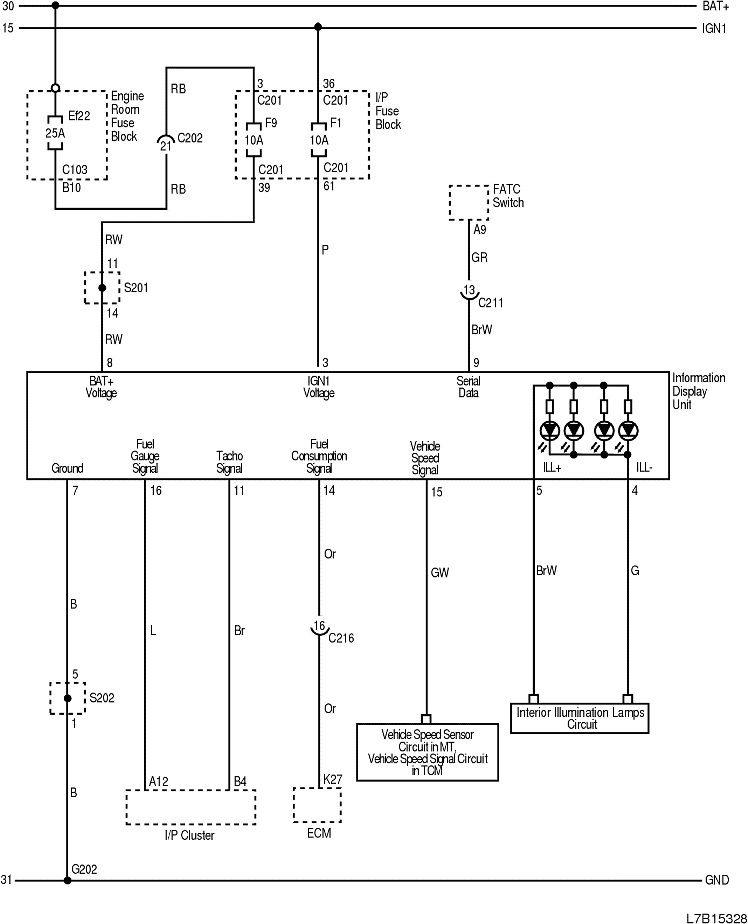 30
BAT+
15
IGN1
Engine
Room
Fuse
Block
Ef22
25A
C103
B10
RB
21
C202
RB
3
36
C201
C201
F9
F1
10A
10A
C201
C201
39
61
I/P
Fuse
Block
FATC
Switch
A9
GR
13
C211
BrW
RW
11
S201
14
RW
P
8
3
9
BAT+
Voltage
IGN1
Voltage
Serial
Data
Information
Display
Unit
Ground
Fuel
Gauge
Signal
Tacho
Signal
Fuel
Consumption
Signal
Vehicle
Speed
Signal
ILL+
ILL-
7
16
11
14
15
5
4
Or
GW
BrW
G
B
L
Br
16
C216
5
S202
1
Or
B
A12
B4
K27
I/P Cluster
ECM
Vehicle Speed Sensor
Circuit in MT,
Vehicle Speed Signal Circuit
in TCM
Interior Illumination Lamps
Circuit
G202
31
GND
L7B15328